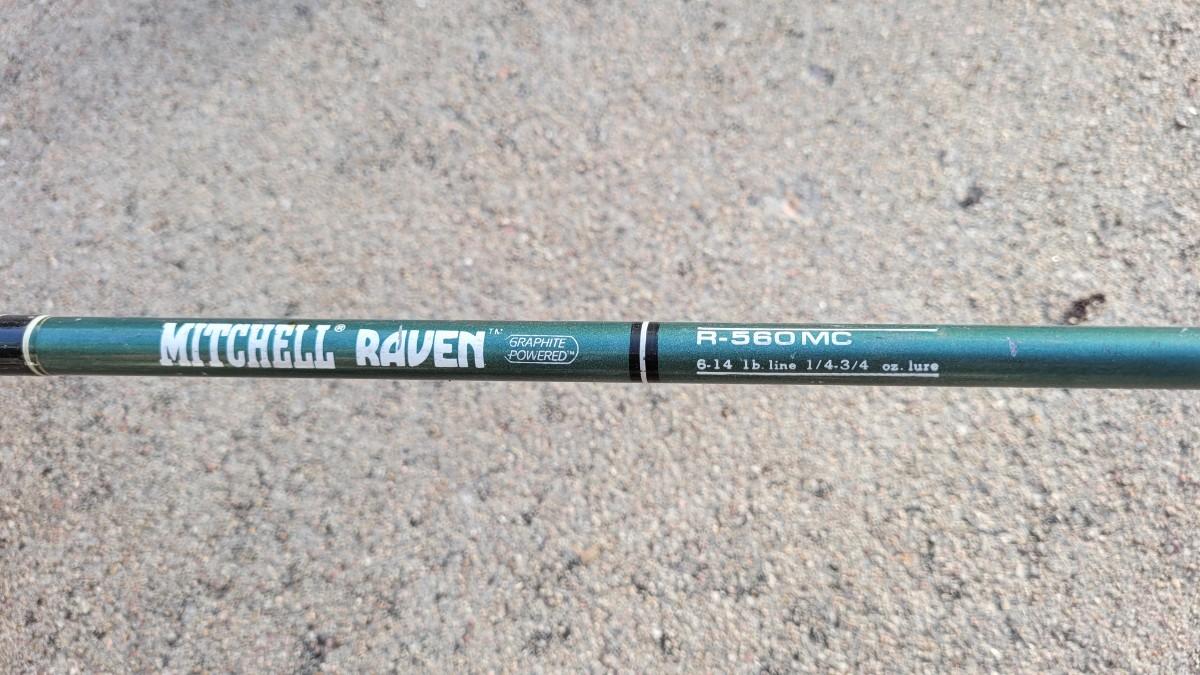 MITCHELL® RAVEN™
GRAPHITE
POWERED™
R-560MC
6-14 lb. line 1/4-3/4 oz. lure